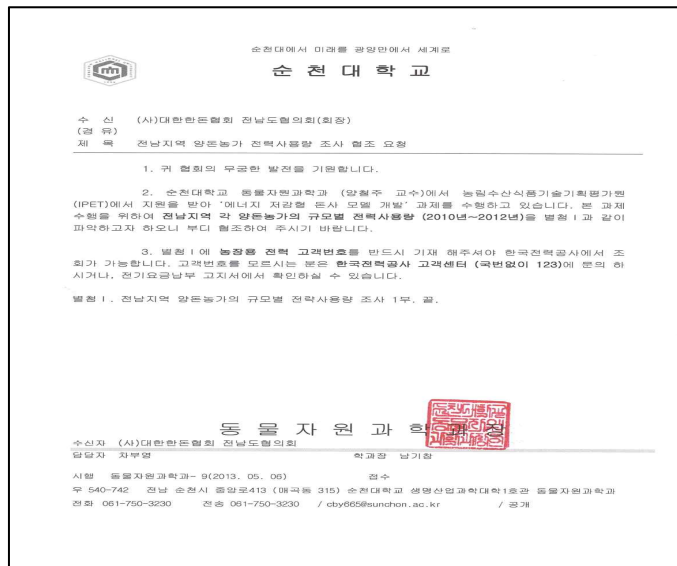 순천대에서 미래를 광양만에서 세계로
순 천 대 학 교
수 신 (사)대한한돈협회 전남도협의회(회장)
(경 유)
제 목 전남지역 양돈농가 전력사용량 조사 협조 요청
1. 귀 협회의 무궁한 발전을 기원합니다.
2. 순천대학교 동물자원과학과 (양철주 교수)에서 농림수산식품기술기획평가원
(IPET)에서 지원을 받아 '에너지 저감형 돈사 모델 개발' 과제를 수행하고 있습니다. 본 과제
수행을 위하여 전남지역 각 양돈농가의 규모별 전력사용량 (2010년~2012년)을 별첨 I 과 같이
파악하고자 하오니 부디 협조하여 주시기 바랍니다.
3. 별첨 I 에 농장용 전력 고객번호를 반드시 기재 해주셔야 한국전력공사에서 조
회가 가능합니다. 고객번호를 모르시는 분은 한국전력공사 고객센터 (국번없이 123)에 문의 하
시거나, 전기요금납부 고지서에서 확인하실 수 있습니다.
별첨 I . 전남지역 양돈농가의 규모별 전략사용량 조사 1부. 끝.
동 물 자 원 과 학 과 장
수신자 (사)대한한돈협회 전남도협의회
담당자 차부영 학과장 남기창
시행 동물자원과학과- 9(2013. 05. 06) 접수
우 540-742 전남 순천시 중앙로413 (매곡동 315) 순천대학교 생명산업과학대학1호관 동물자원과학과
전화 061-750-3230 전송 061-750-3230 / cby665@sunchon.ac.kr / 공개